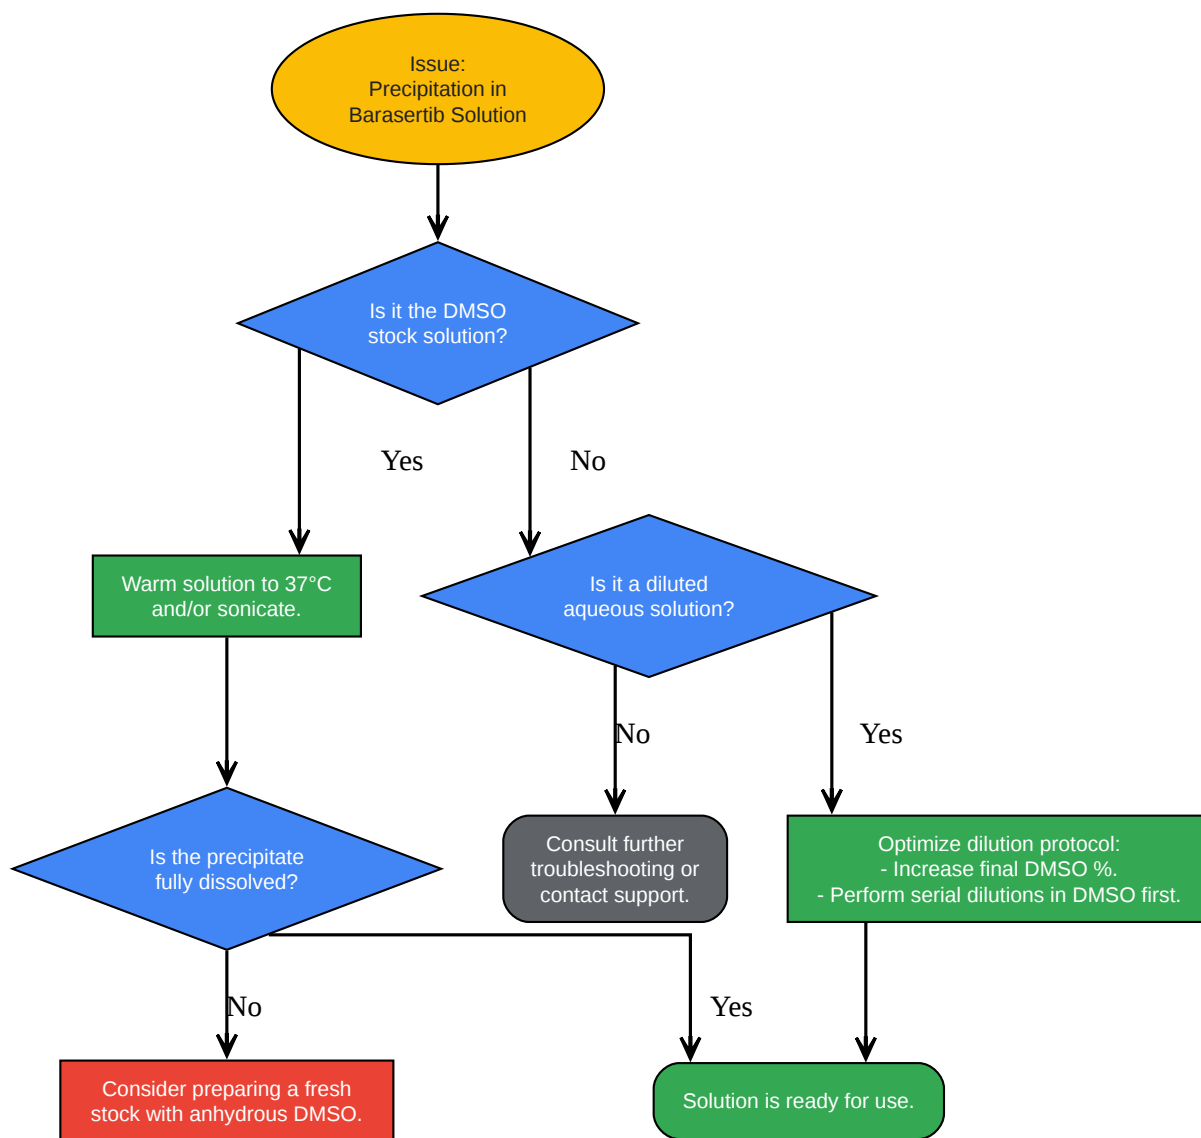 Issue:
Precipitation in
Barasertib Solution
Is it the DMSO
stock solution?
Yes
No
Warm solution to 37°C
and/or sonicate.
Is it a diluted
aqueous solution?
No
Yes
Is the precipitate
fully dissolved?
Consult further
troubleshooting or
contact support.
Optimize dilution protocol:
- Increase final DMSO %.
- Perform serial dilutions in DMSO first.
No
Yes
Consider preparing a fresh
stock with anhydrous DMSO.
Solution is ready for use.